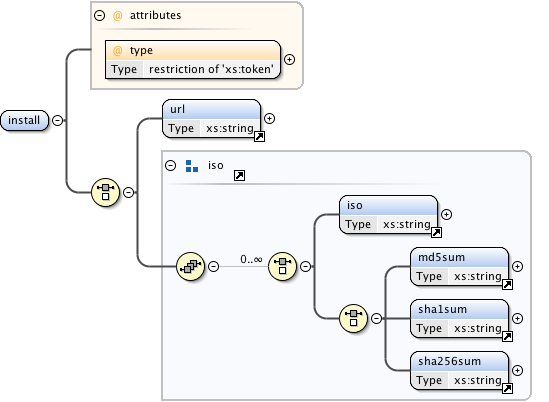 @ attributes
@ type
Type restriction of 'xs:token'
install
url
Type xs:string
iso
iso
Type xs:string
0..∞
md5sum
Type xs:string
sha1sum
Type xs:string
sha256sum
Type xs:string